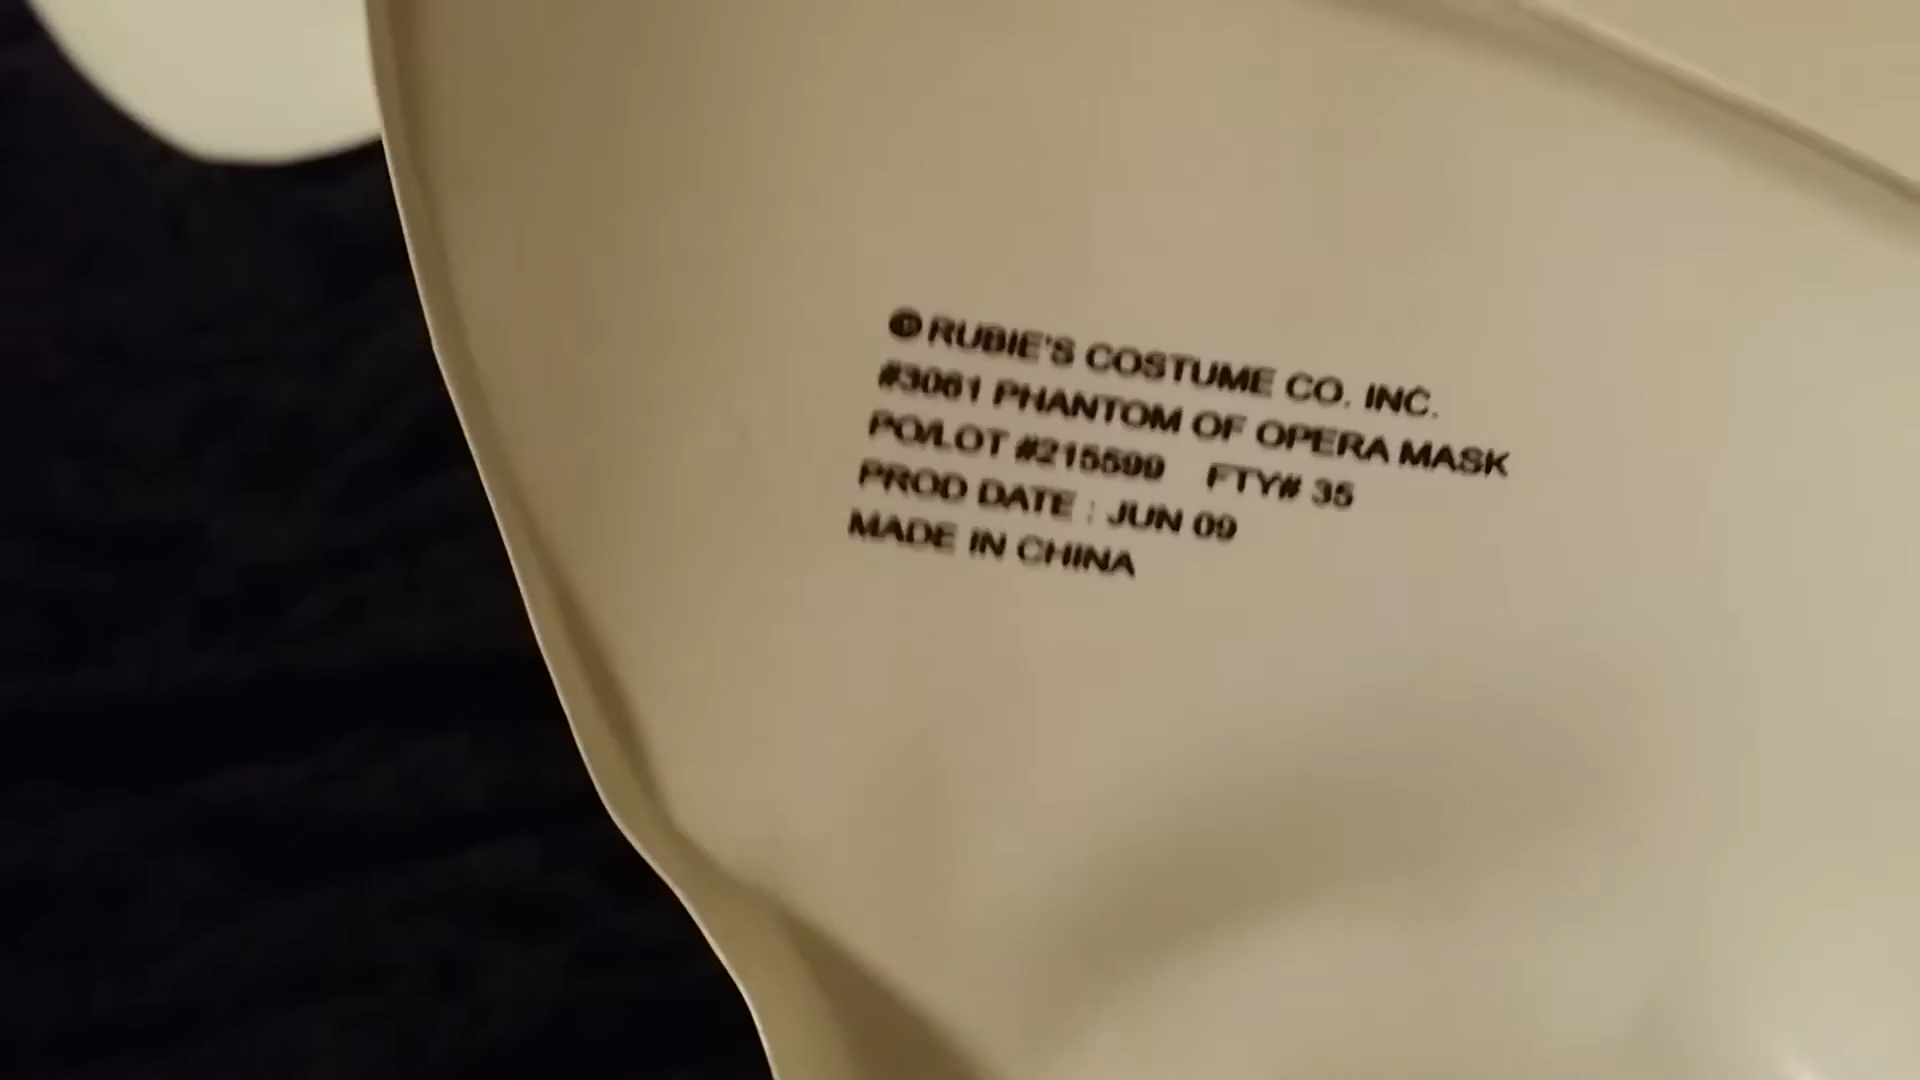 © RUBIE'S COSTUME CO. INC.
#3061 PHANTOM OF OPERA MASK
PO/LOT #215599 FTY# 35
PROD DATE : JUN 09
MADE IN CHINA